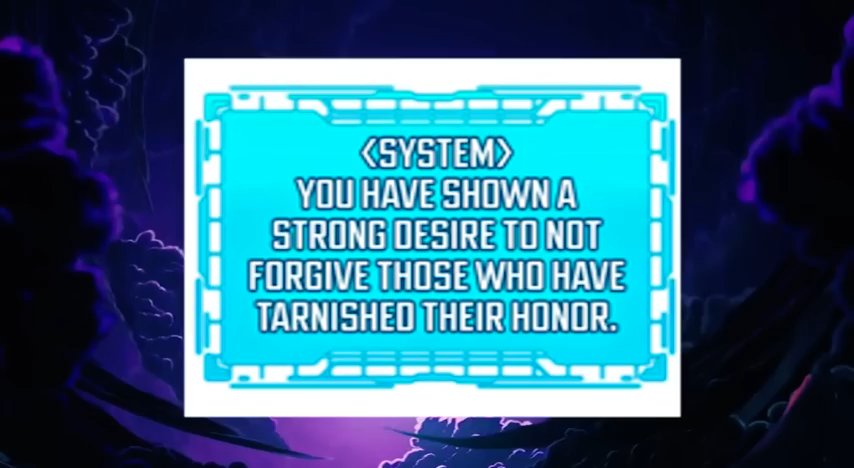 <SYSTEM>
YOU HAVE SHOWN A
STRONG DESIRE TO NOT
FORGIVE THOSE WHO HAVE
TARNISHED THEIR HONOR.